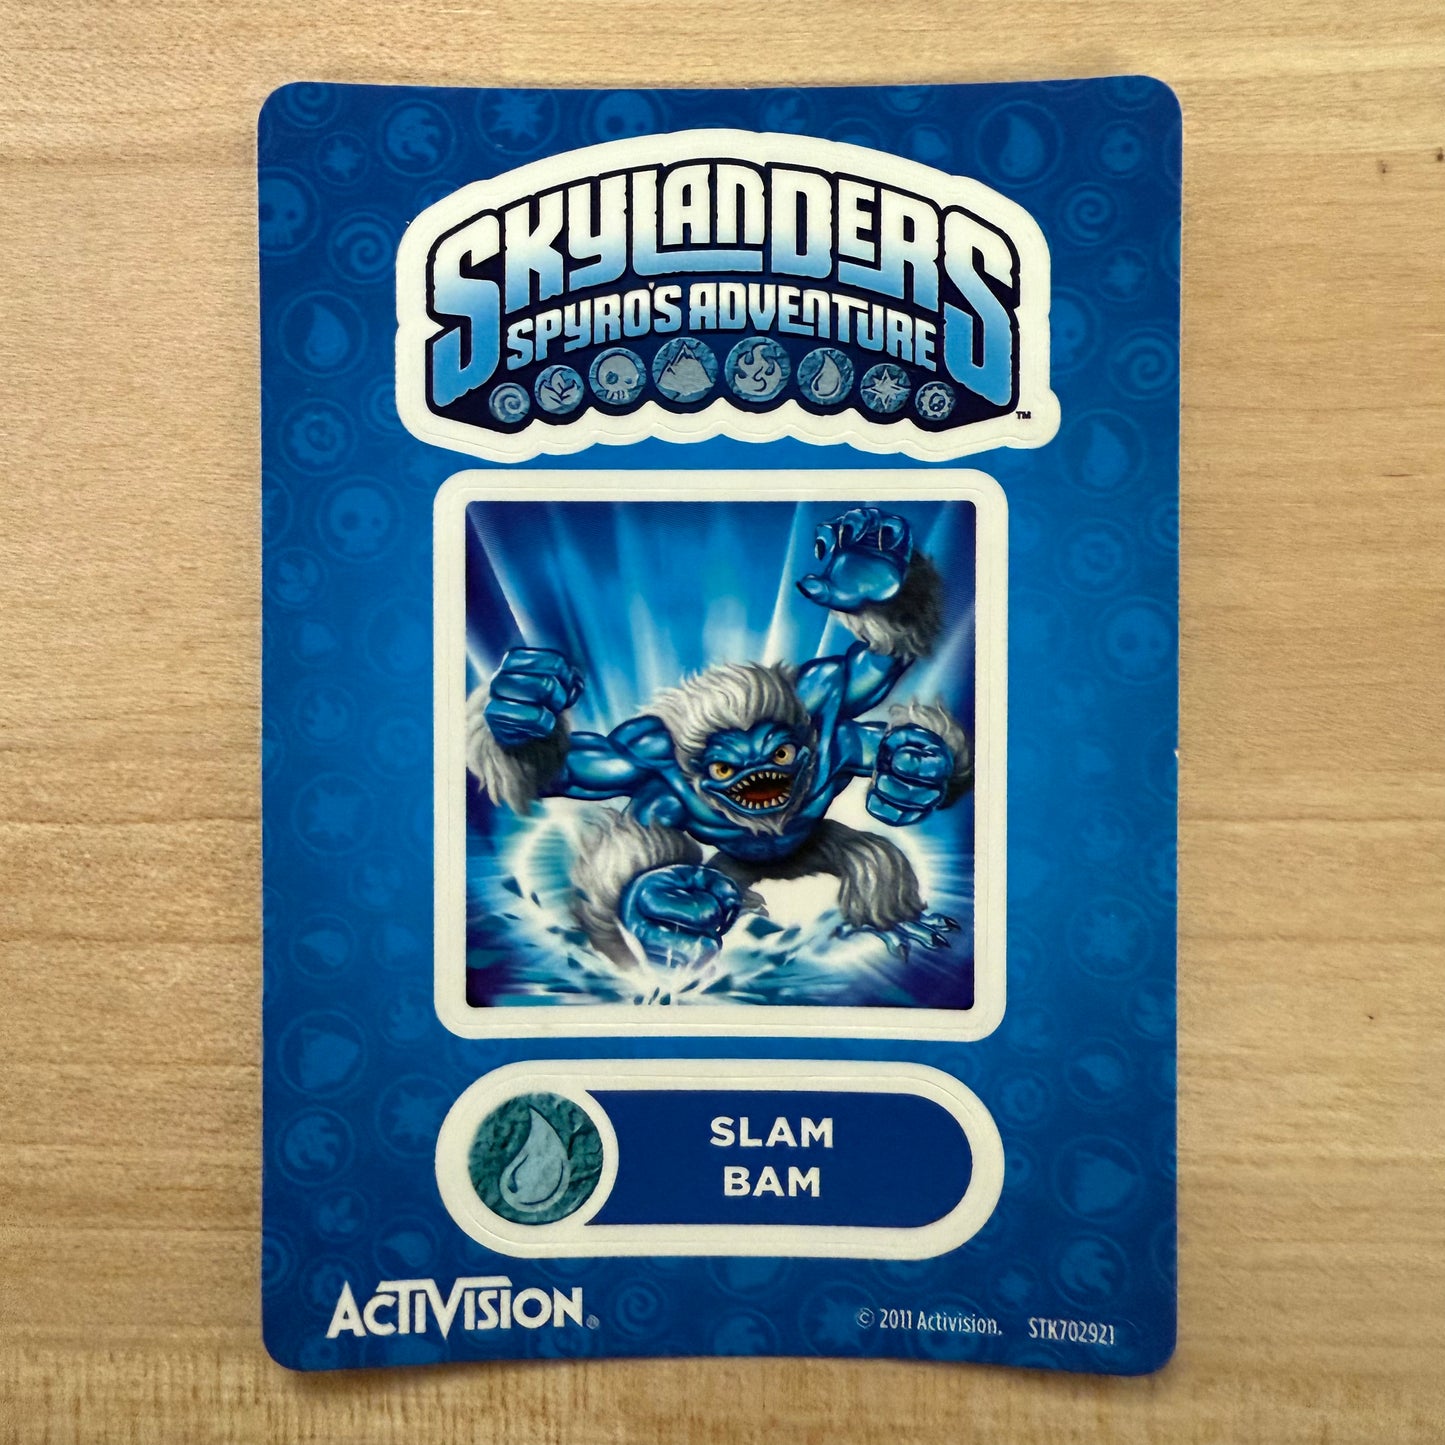 SKYLANDERS
SPYRO'S ADVENTURE
TM
SLAM
BAM
ACTIVISION®
© 2011 Activision. STK702921